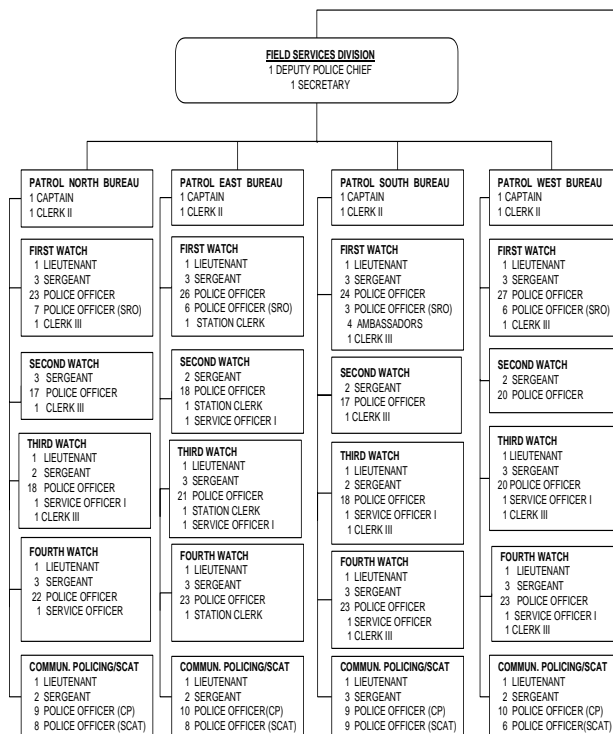 FIELD SERVICES DIVISION
1 DEPUTY POLICE CHIEF
1 SECRETARY
PATROL NORTH BUREAU
1 CAPTAIN
1 CLERK II
FIRST WATCH
1 LIEUTENANT
3 SERGEANT
23 POLICE OFFICER
7 POLICE OFFICER (SRO)
1 CLERK III
SECOND WATCH
3 SERGEANT
17 POLICE OFFICER
1 CLERK III
THIRD WATCH
1 LIEUTENANT
2 SERGEANT
18 POLICE OFFICER
1 SERVICE OFFICER I
1 CLERK III
FOURTH WATCH
1 LIEUTENANT
3 SERGEANT
22 POLICE OFFICER
1 SERVICE OFFICER
COMMUN. POLICING/SCAT
1 LIEUTENANT
2 SERGEANT
9 POLICE OFFICER (CP)
8 POLICE OFFICER (SCAT)
PATROL EAST BUREAU
1 CAPTAIN
1 CLERK II
FIRST WATCH
1 LIEUTENANT
3 SERGEANT
26 POLICE OFFICER
6 POLICE OFFICER (SRO)
1 STATION CLERK
SECOND WATCH
2 SERGEANT
18 POLICE OFFICER
1 STATION CLERK
1 SERVICE OFFICER I
THIRD WATCH
1 LIEUTENANT
3 SERGEANT
21 POLICE OFFICER
1 STATION CLERK
1 SERVICE OFFICER I
FOURTH WATCH
1 LIEUTENANT
3 SERGEANT
23 POLICE OFFICER
1 STATION CLERK
COMMUN. POLICING/SCAT
1 LIEUTENANT
2 SERGEANT
10 POLICE OFFICER(CP)
8 POLICE OFFICER (SCAT)
PATROL SOUTH BUREAU
1 CAPTAIN
1 CLERK II
FIRST WATCH
1 LIEUTENANT
3 SERGEANT
24 POLICE OFFICER
3 POLICE OFFICER (SRO)
4 AMBASSADORS
1 CLERK III
SECOND WATCH
2 SERGEANT
17 POLICE OFFICER
1 CLERK III
THIRD WATCH
1 LIEUTENANT
2 SERGEANT
18 POLICE OFFICER
1 SERVICE OFFICER I
1 CLERK III
FOURTH WATCH
1 LIEUTENANT
3 SERGEANT
23 POLICE OFFICER
1 SERVICE OFFICER
1 CLERK III
COMMUN. POLICING/SCAT
1 LIEUTENANT
3 SERGEANT
9 POLICE OFFICER (CP)
9 POLICE OFFICER (SCAT)
PATROL WEST BUREAU
1 CAPTAIN
1 CLERK II
FIRST WATCH
1 LIEUTENANT
3 SERGEANT
27 POLICE OFFICER
6 POLICE OFFICER (SRO)
1 CLERK III
SECOND WATCH
2 SERGEANT
20 POLICE OFFICER
THIRD WATCH
1 LIEUTENANT
3 SERGEANT
20 POLICE OFFICER
1 SERVICE OFFICER I
1 CLERK III
FOURTH WATCH
1 LIEUTENANT
3 SERGEANT
23 POLICE OFFICER
1 SERVICE OFFICER I
1 CLERK III
COMMUN. POLICING/SCAT
1 LIEUTENANT
2 SERGEANT
10 POLICE OFFICER (CP)
6 POLICE OFFICER(SCAT)